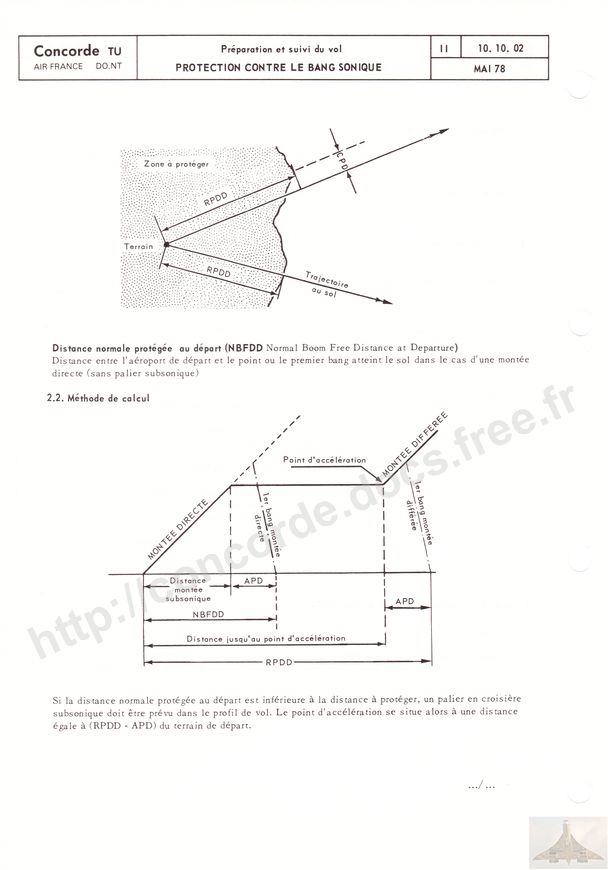 Concorde TU
AIR FRANCE DO.NT
Préparation et suivi du vol
PROTECTION CONTRE LE BANG SONIQUE
II
10. 10. 02
MAI 78
Zone à protéger
RPDD
CPD
Terrain
RPDD
Trajectoire
au sol
Distance normale protégée au départ (NBFDD Normal Boom Free Distance at Departure)
Distance entre l'aéroport de départ et le point ou le premier bang atteint le sol dans le cas d'une montée
directe (sans palier subsonique)
2.2. Méthode de calcul
Point d'accélération
MONTÉE DIFFEREE
MONTÉE DIRECTE
1er bang montée
directe
1er bang montée
différée
Distance
montée
subsonique
APD
NBFDD
APD
Distance jusqu'au point d'accélération
RPDD
Si la distance normale protégée au départ est inférieure à la distance à protéger, un palier en croisière
subsonique doit être prévu dans le profil de vol. Le point d'accélération se situe alors à une distance
égale à (RPDD - APD) du terrain de départ.
.../ ...
http://concorde.docs.free.fr